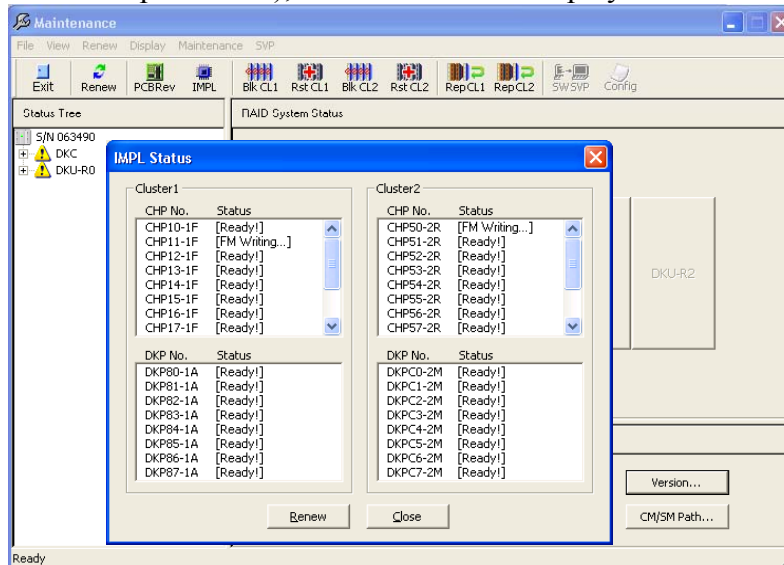 Maintenance
File View Renew Display Maintenance SVP
Exit Renew PCBRev IMPL Blk CL1 Rst CL1 Blk CL2 Rst CL2 RepCL1 RepCL2 SWSVP Config
Status Tree RAID System Status
S/N 063490
DKC
DKU-R0
IMPL Status
Cluster1 Cluster2
CHP No. Status CHP No. Status
CHP10-1F [Ready!] CHP50-2R [FM Writing...]
CHP11-1F [FM Writing...] CHP51-2R [Ready!]
CHP12-1F [Ready!] CHP52-2R [Ready!]
CHP13-1F [Ready!] CHP53-2R [Ready!]
CHP14-1F [Ready!] CHP54-2R [Ready!]
CHP15-1F [Ready!] CHP55-2R [Ready!]
CHP16-1F [Ready!] CHP56-2R [Ready!]
CHP17-1F [Ready!] CHP57-2R [Ready!]
DKU-R2
DKP No. Status DKP No. Status
DKP80-1A [Ready!] DKPC0-2M [Ready!]
DKP81-1A [Ready!] DKPC1-2M [Ready!]
DKP82-1A [Ready!] DKPC2-2M [Ready!]
DKP83-1A [Ready!] DKPC3-2M [Ready!]
DKP84-1A [Ready!] DKPC4-2M [Ready!]
DKP85-1A [Ready!] DKPC5-2M [Ready!]
DKP86-1A [Ready!] DKPC6-2M [Ready!]
DKP87-1A [Ready!] DKPC7-2M [Ready!]
Version...
Renew Close CM/SM Path...
Ready